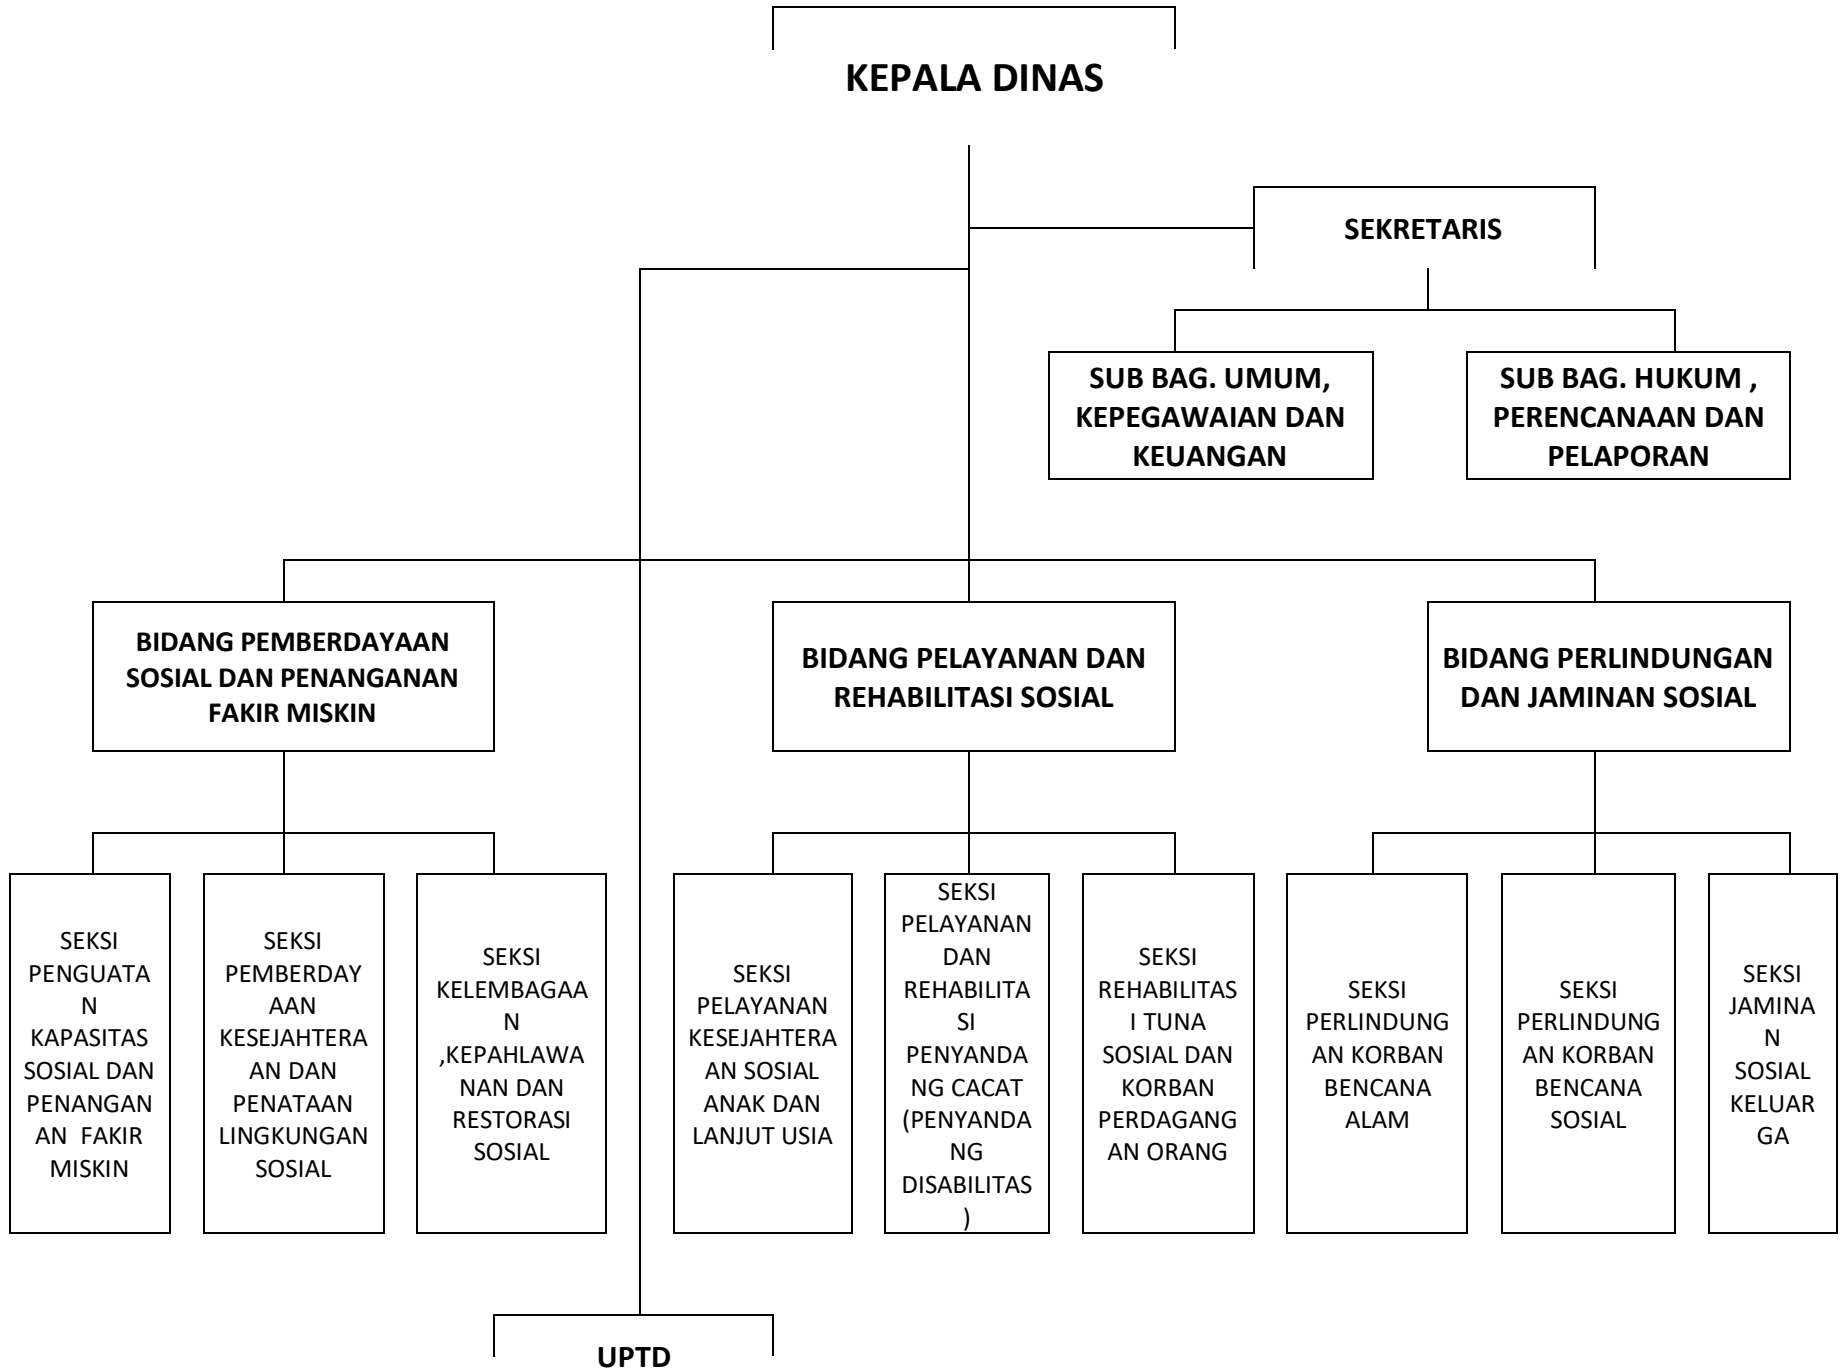 KEPALA DINAS
SEKRETARIS
SUB BAG. UMUM,
KEPEGAWAIAN DAN
KEUANGAN
SUB BAG. HUKUM ,
PERENCANAAN DAN
PELAPORAN
BIDANG PEMBERDAYAAN
SOSIAL DAN PENANGANAN
FAKIR MISKIN
BIDANG PELAYANAN DAN
REHABILITASI SOSIAL
BIDANG PERLINDUNGAN
DAN JAMINAN SOSIAL
SEKSI
PENGUATA
N
KAPASITAS
SOSIAL DAN
PENANGAN
AN  FAKIR
MISKIN
SEKSI
PEMBERDAY
AAN
KESEJAHTERA
AN DAN
PENATAAN
LINGKUNGAN
SOSIAL
SEKSI
KELEMBAGAA
N
,KEPAHLAWA
NAN DAN
RESTORASI
SOSIAL
SEKSI
PELAYANAN
KESEJAHTERA
AN SOSIAL
ANAK DAN
LANJUT USIA
SEKSI
PELAYANAN
DAN
REHABILITA
SI
PENYANDA
NG CACAT
(PENYANDA
NG
DISABILITAS
)
SEKSI
REHABILITAS
I TUNA
SOSIAL DAN
KORBAN
PERDAGANG
AN ORANG
SEKSI
PERLINDUNG
AN KORBAN
BENCANA
ALAM
SEKSI
PERLINDUNG
AN KORBAN
BENCANA
SOSIAL
SEKSI
JAMINA
N
SOSIAL
KELUAR
GA
UPTD